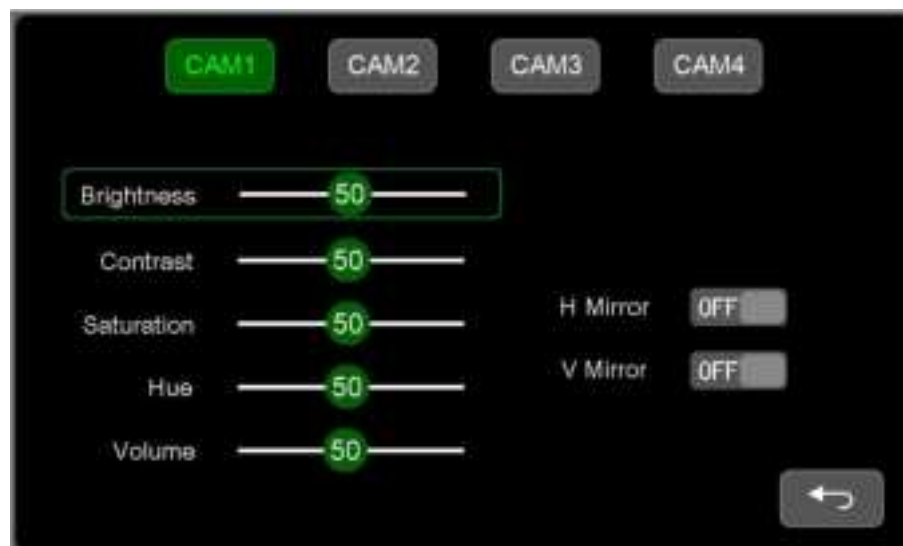 CAM1 CAM2 CAM3 CAM4
Brightness 50
Contrast 50
Saturation 50
H Mirror OFF
Hue 50
V Mirror OFF
Volume 50